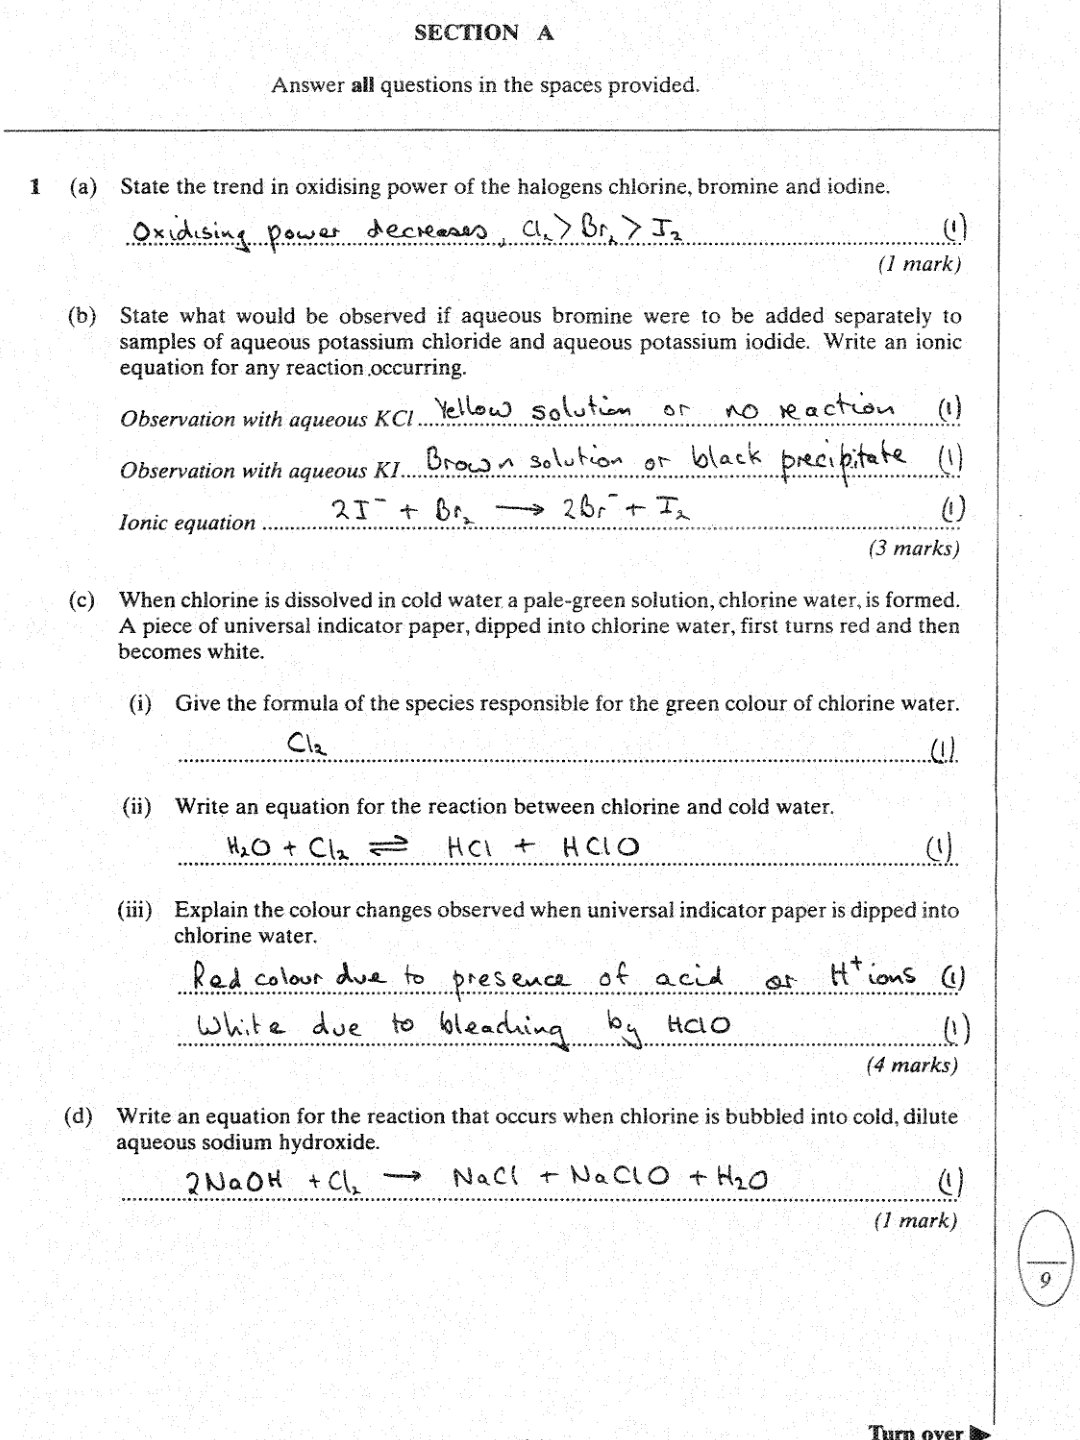 SECTION A
Answer all questions in the spaces provided.
1 (a) State the trend in oxidising power of the halogens chlorine, bromine and iodine.
Oxidising power decreases, Cl₂ > Br₂ > I₂ (1)
(1 mark)
(b) State what would be observed if aqueous bromine were to be added separately to
samples of aqueous potassium chloride and aqueous potassium iodide. Write an ionic
equation for any reaction occurring.
Observation with aqueous KCl Yellow solution or no reaction (1)
Observation with aqueous KI Brown solution or black precipitate (1)
Ionic equation 2I⁻ + Br₂ → 2Br⁻ + I₂ (1)
(3 marks)
(c) When chlorine is dissolved in cold water a pale-green solution, chlorine water, is formed.
A piece of universal indicator paper, dipped into chlorine water, first turns red and then
becomes white.
(i) Give the formula of the species responsible for the green colour of chlorine water.
Cl₂ (1)
(ii) Write an equation for the reaction between chlorine and cold water.
H₂O + Cl₂ ⇌ HCl + HClO (1)
(iii) Explain the colour changes observed when universal indicator paper is dipped into
chlorine water.
Red colour due to presence of acid or H⁺ ions (1)
White due to bleaching by HClO (1)
(4 marks)
(d) Write an equation for the reaction that occurs when chlorine is bubbled into cold, dilute
aqueous sodium hydroxide.
2NaOH + Cl₂ → NaCl + NaClO + H₂O (1)
(1 mark)
9
Turn over